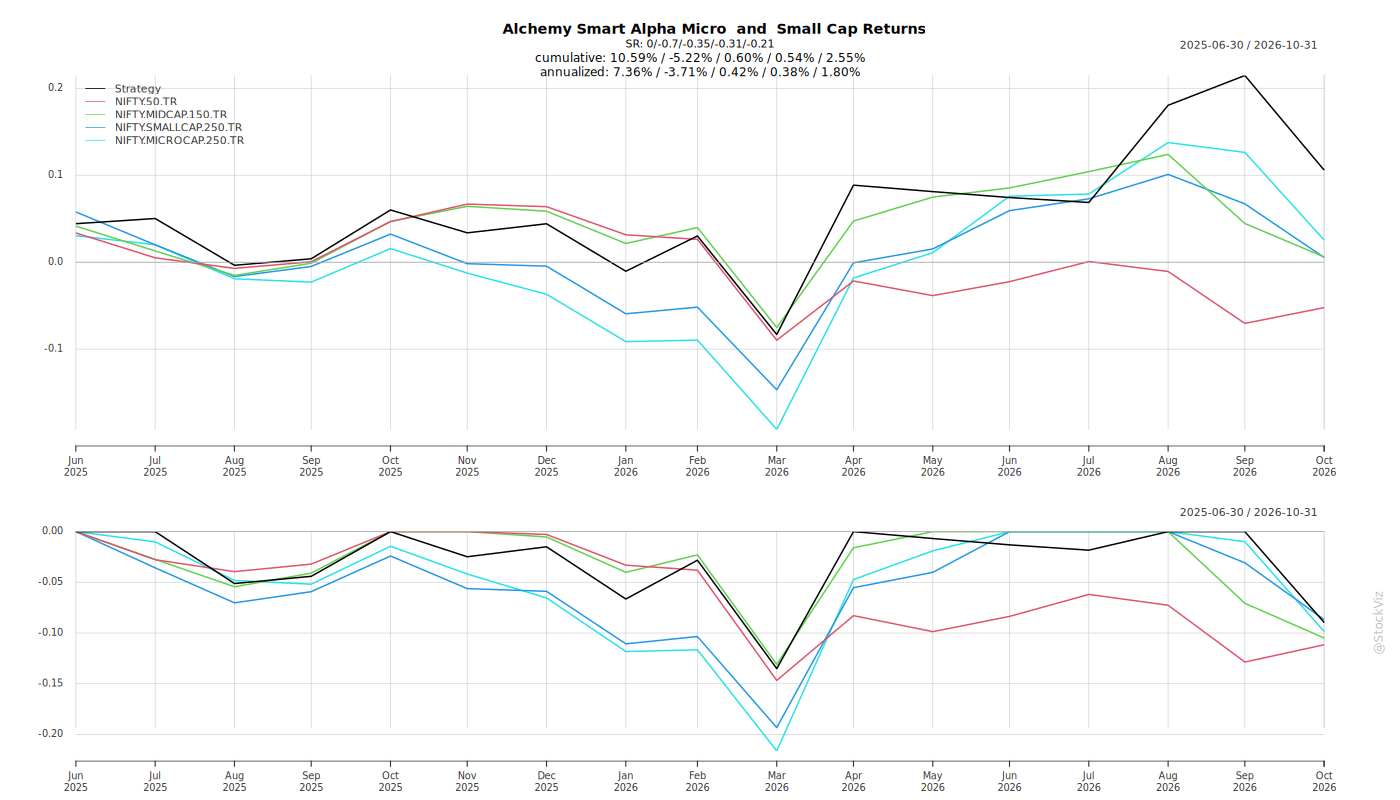 Alchemy Smart Alpha Micro  and  Small Cap Returns
SR: 0/-0.7/-0.35/-0.31/-0.21
cumulative: 10.59% / -5.22% / 0.60% / 0.54% / 2.55%
annualized: 7.36% / -3.71% / 0.42% / 0.38% / 1.80%
2025-06-30 / 2026-10-31
Strategy
NIFTY.50.TR
NIFTY.MIDCAP.150.TR
NIFTY.SMALLCAP.250.TR
NIFTY.MICROCAP.250.TR
0.2
0.1
0.0
-0.1
Jun Jul Aug Sep Oct Nov Dec Jan Feb Mar Apr May Jun Jul Aug Sep Oct
2025 2025 2025 2025 2025 2025 2025 2026 2026 2026 2026 2026 2026 2026 2026 2026 2026
2025-06-30 / 2026-10-31
0.00
-0.05
-0.10
-0.15
-0.20
Jun Jul Aug Sep Oct Nov Dec Jan Feb Mar Apr May Jun Jul Aug Sep Oct
2025 2025 2025 2025 2025 2025 2025 2026 2026 2026 2026 2026 2026 2026 2026 2026 2026
@StockViz